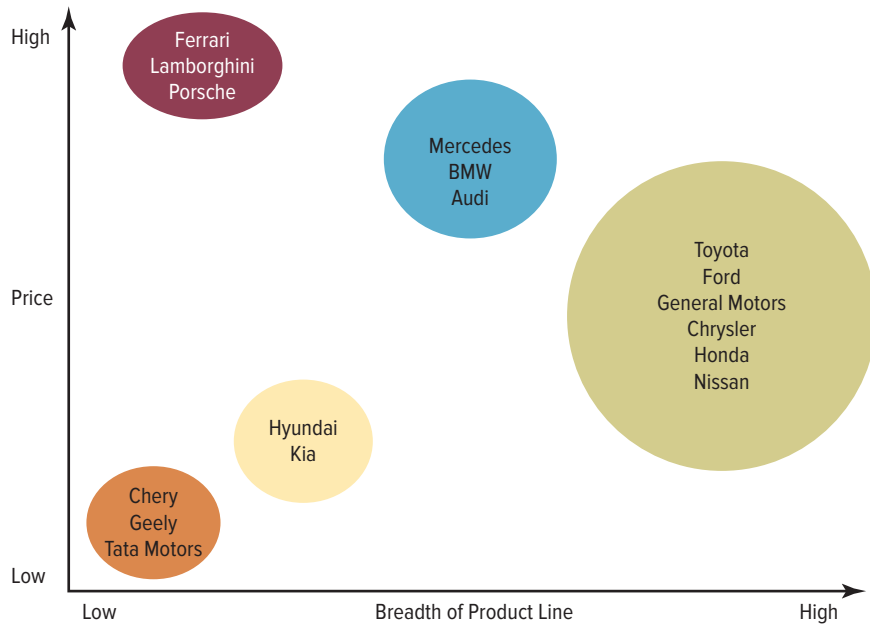 High
Ferrari
Lamborghini
Porsche
Mercedes
BMW
Audi
Toyota
Ford
General Motors
Chrysler
Honda
Nissan
Price
Hyundai
Kia
Chery
Geely
Tata Motors
Low
Low
Breadth of Product Line
High